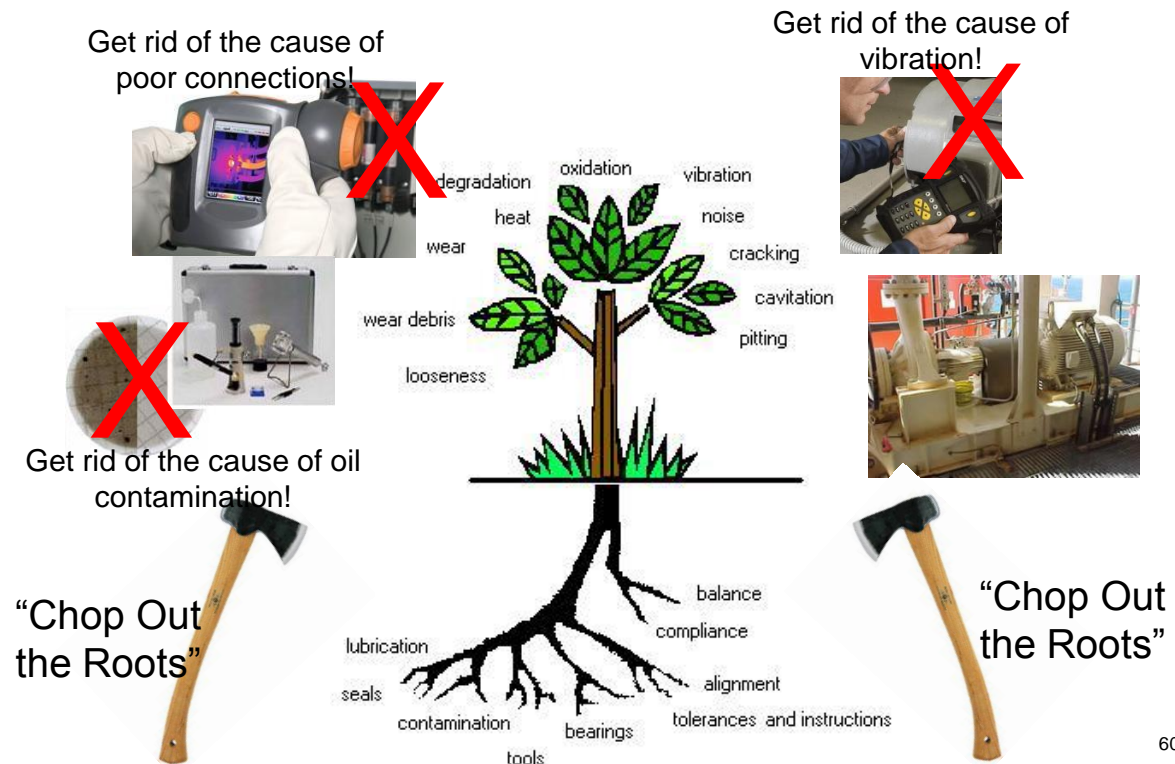 Get rid of the cause of
poor connections!
Get rid of the cause of
vibration!
oxidation
degradation
vibration
heat
noise
wear
cracking
cavitation
wear debris
pitting
looseness
Get rid of the cause of oil
contamination!
“Chop Out
the Roots”
“Chop Out
the Roots”
balance
compliance
lubrication
alignment
seals
contamination
tolerances and instructions
bearings
tools
60